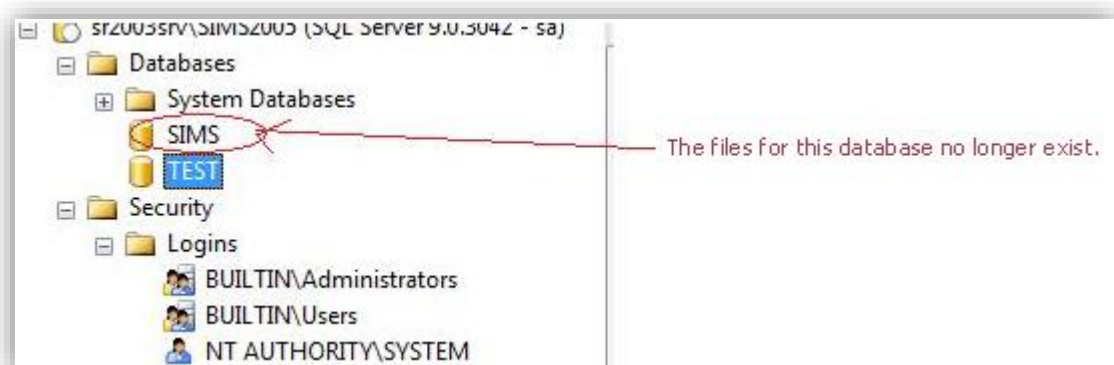 sr2003srv\SIMS2005 (SQL Server 9.0.3042 - sa)
Databases
System Databases
SIMS
The files for this database no longer exist.
TEST
Security
Logins
BUILTIN\Administrators
BUILTIN\Users
NT AUTHORITY\SYSTEM